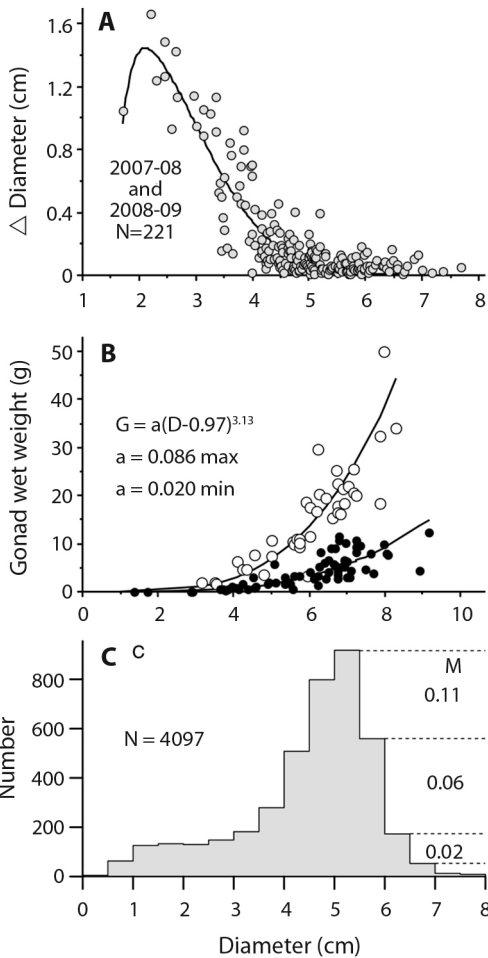 A
△ Diameter (cm)
1.6
1.2
0.8
0.4
0
2007-08
and
2008-09
N=221
1 2 3 4 5 6 7 8
B
Gonad wet weight (g)
50
40
30
20
10
0
G = a(D-0.97)3.13
a = 0.086 max
a = 0.020 min
0 2 4 6 8 10
C C
Number
800
600
400
200
0
N = 4097
M
0.11
0.06
0.02
0 1 2 3 4 5 6 7 8
Diameter (cm)